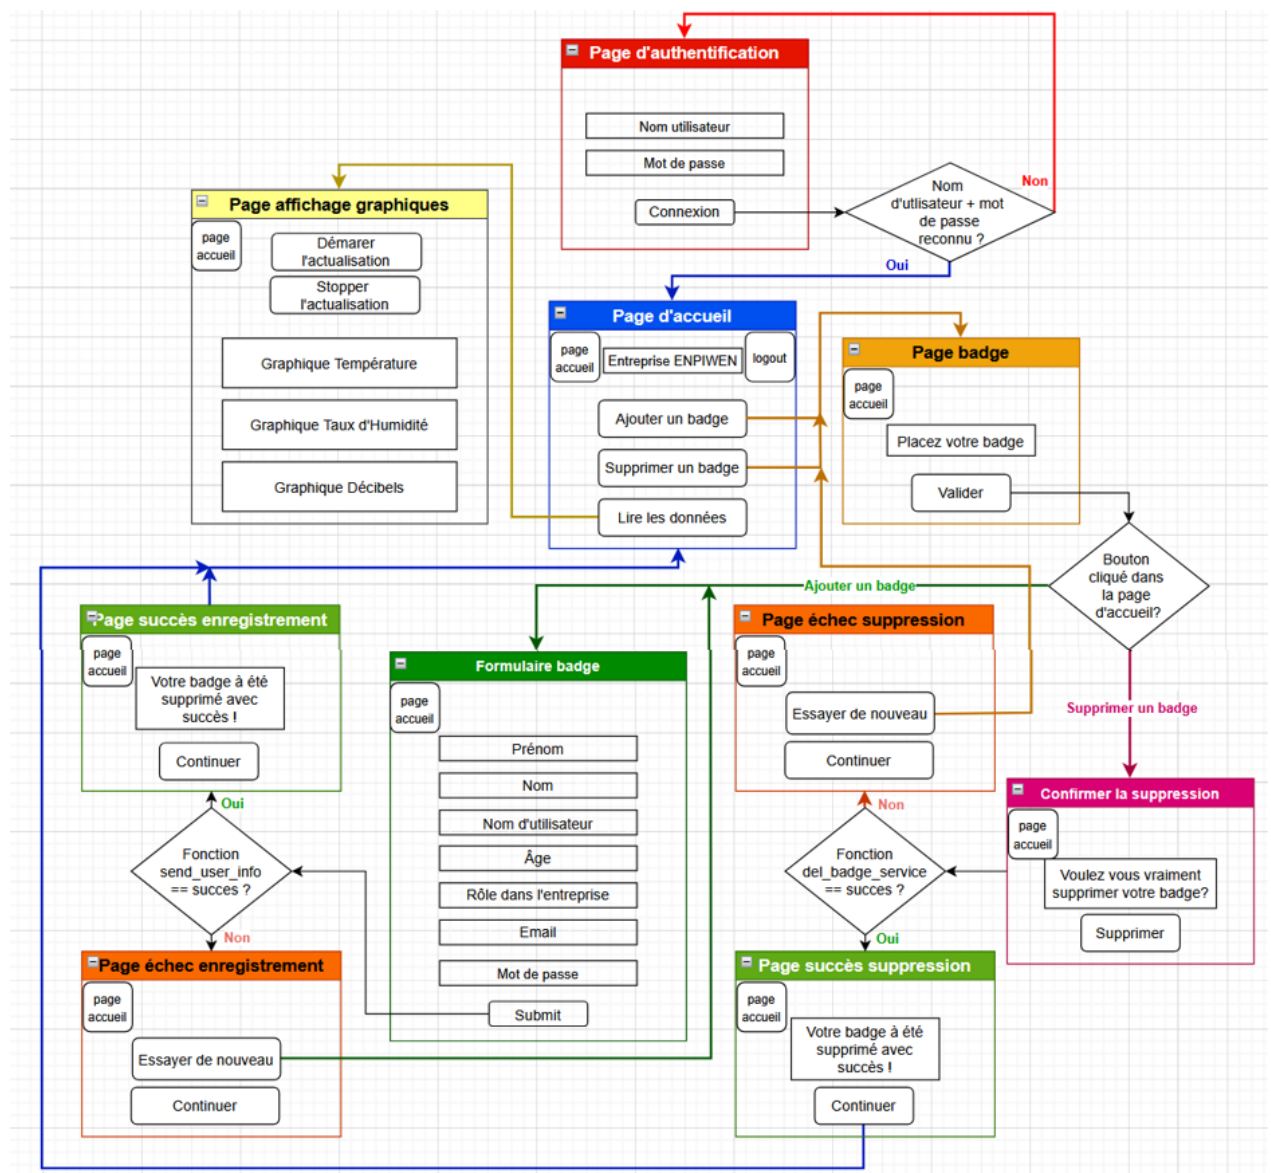 Page d'authentification
Nom utilisateur
Mot de passe
Connexion
Nom
d'utlisateur + mot
de passe
reconnu ?
Non
Oui
Page affichage graphiques
page
accueil
Démarer
l'actualisation
Stopper
l'actualisation
Graphique Température
Graphique Taux d'Humidité
Graphique Décibels
Page d'accueil
page
accueil
Entreprise ENPIWEN
logout
Ajouter un badge
Supprimer un badge
Lire les données
Page badge
page
accueil
Placez votre badge
Valider
Bouton
cliqué dans
la page
d'accueil?
Ajouter un badge
Supprimer un badge
Page succès enregistrement
page
accueil
Votre badge à été
supprimé avec
succès !
Continuer
Oui
Fonction
send_user_info
== succes ?
Non
Page échec enregistrement
page
accueil
Essayer de nouveau
Continuer
Formulaire badge
page
accueil
Prénom
Nom
Nom d'utilisateur
Âge
Rôle dans l'entreprise
Email
Mot de passe
Submit
Page échec suppression
page
accueil
Essayer de nouveau
Continuer
Non
Fonction
del_badge_service
== succes ?
Oui
Page succès suppression
page
accueil
Votre badge à été
supprimé avec
succès !
Continuer
Confirmer la suppression
page
accueil
Voulez vous vraiment
supprimer votre badge?
Supprimer